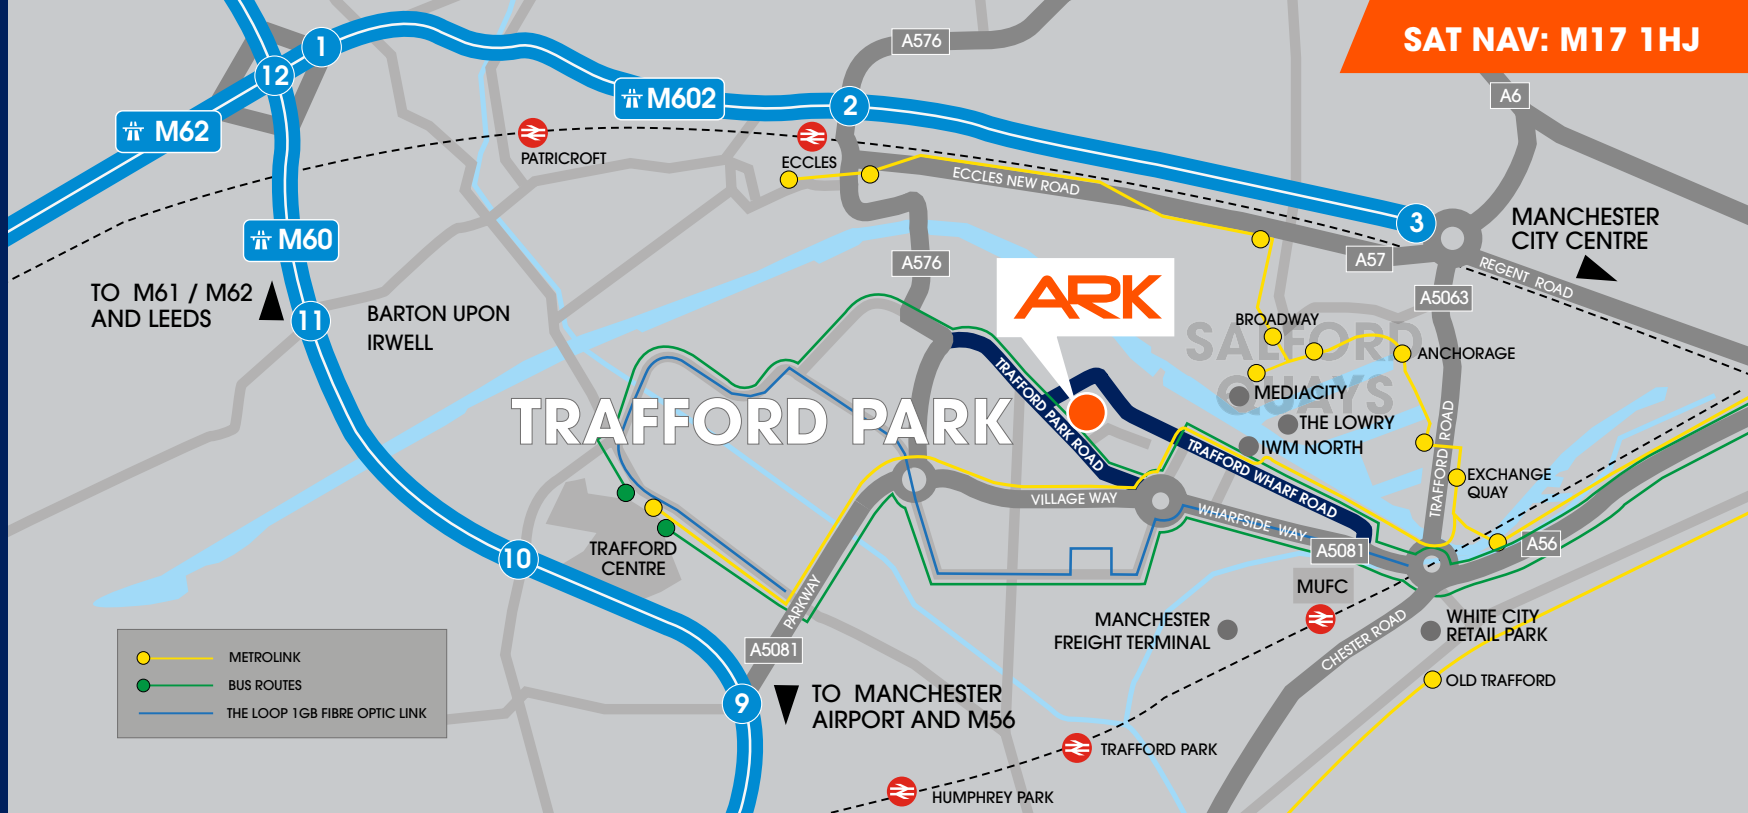 SAT NAV: M17 1HJ
1
A576
12
M602
2
A6
M62
PATRICROFT
ECCLES
ECCLES NEW ROAD
3
MANCHESTER
CITY CENTRE
M60
A576
A57
REGENT ROAD
TO M61 / M62
AND LEEDS
11
BARTON UPON
IRWELL
ARK
A5063
BROADWAY
SALFORD
QUAYS
ANCHORAGE
MEDIACITY
THE LOWRY
IWM NORTH
TRAFFORD PARK
TRAFFORD PARK ROAD
TRAFFORD WHARF ROAD
TRAFFORD ROAD
EXCHANGE
QUAY
VILLAGE WAY
WHARFSIDE WAY
A5081
A56
10
TRAFFORD
CENTRE
PARKWAY
MUFC
MANCHESTER
FREIGHT TERMINAL
CHESTER ROAD
WHITE CITY
RETAIL PARK
A5081
OLD TRAFFORD
9
TO MANCHESTER
AIRPORT AND M56
METROLINK
BUS ROUTES
THE LOOP 1GB FIBRE OPTIC LINK
TRAFFORD PARK
HUMPHREY PARK